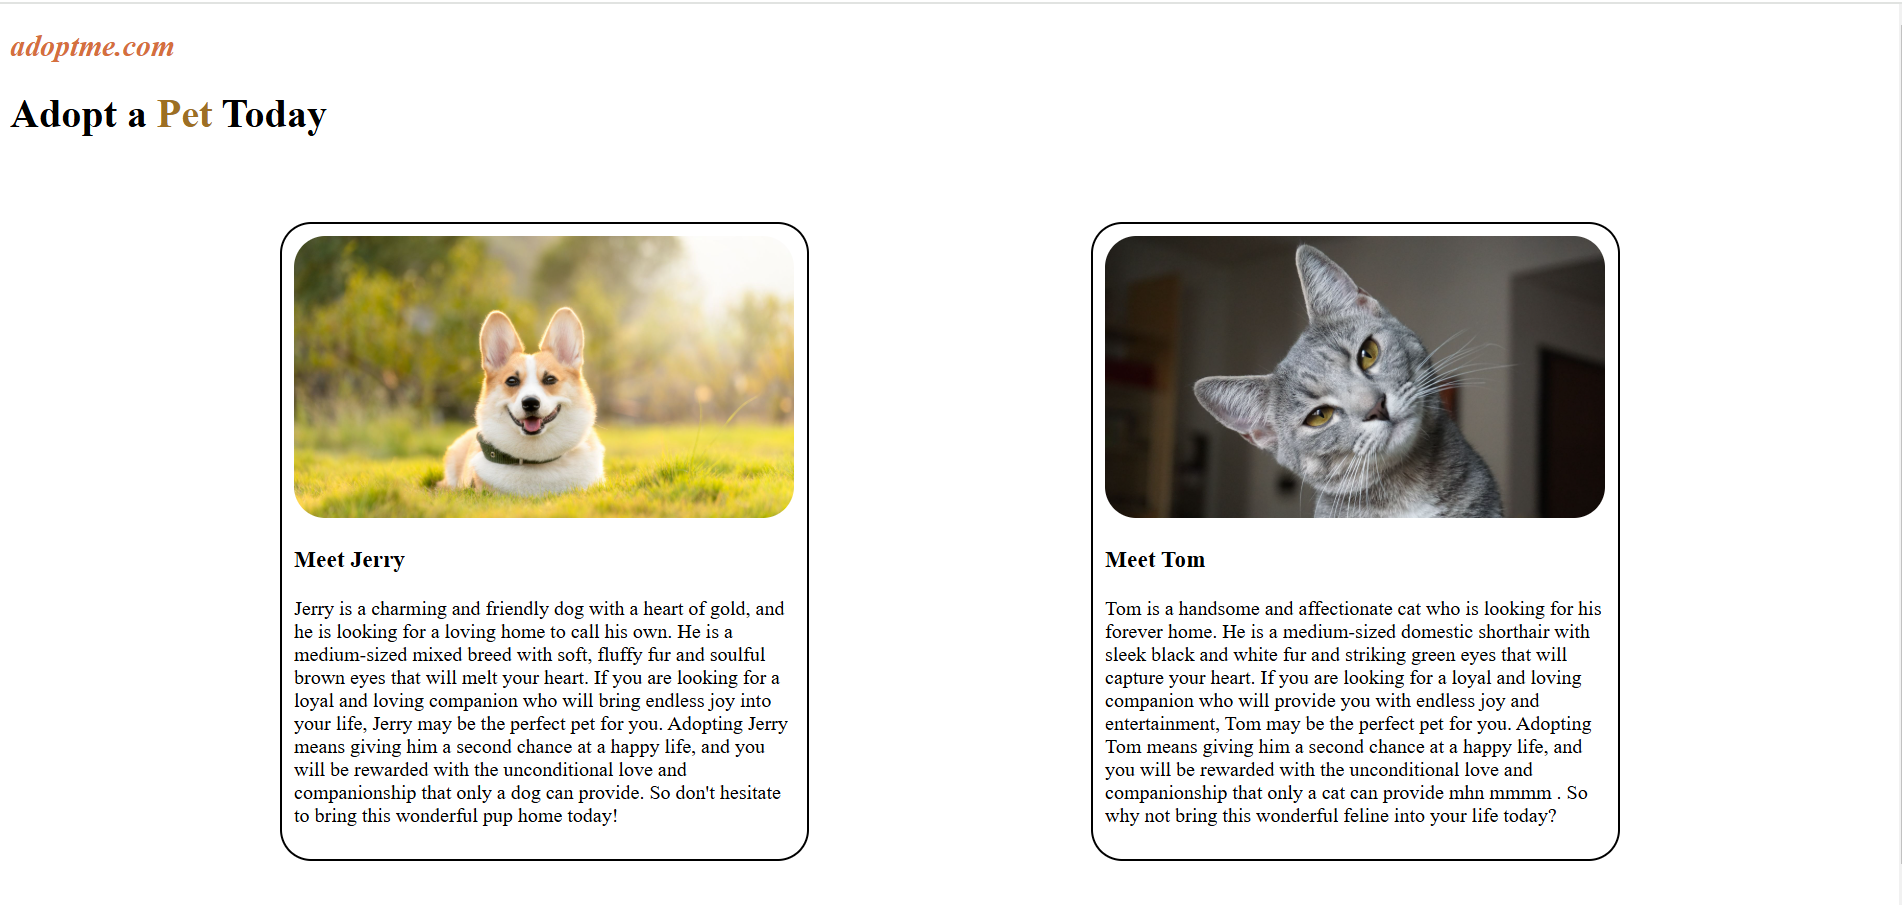 adoptme.com
Adopt a Pet Today
Meet Jerry
Jerry is a charming and friendly dog with a heart of gold, and
he is looking for a loving home to call his own. He is a
medium-sized mixed breed with soft, fluffy fur and soulful
brown eyes that will melt your heart. If you are looking for a
loyal and loving companion who will bring endless joy into
your life, Jerry may be the perfect pet for you. Adopting Jerry
means giving him a second chance at a happy life, and you
will be rewarded with the unconditional love and
companionship that only a dog can provide. So don't hesitate
to bring this wonderful pup home today!
Meet Tom
Tom is a handsome and affectionate cat who is looking for his
forever home. He is a medium-sized domestic shorthair with
sleek black and white fur and striking green eyes that will
capture your heart. If you are looking for a loyal and loving
companion who will provide you with endless joy and
entertainment, Tom may be the perfect pet for you. Adopting
Tom means giving him a second chance at a happy life, and
you will be rewarded with the unconditional love and
companionship that only a cat can provide mhn mmmm . So
why not bring this wonderful feline into your life today?